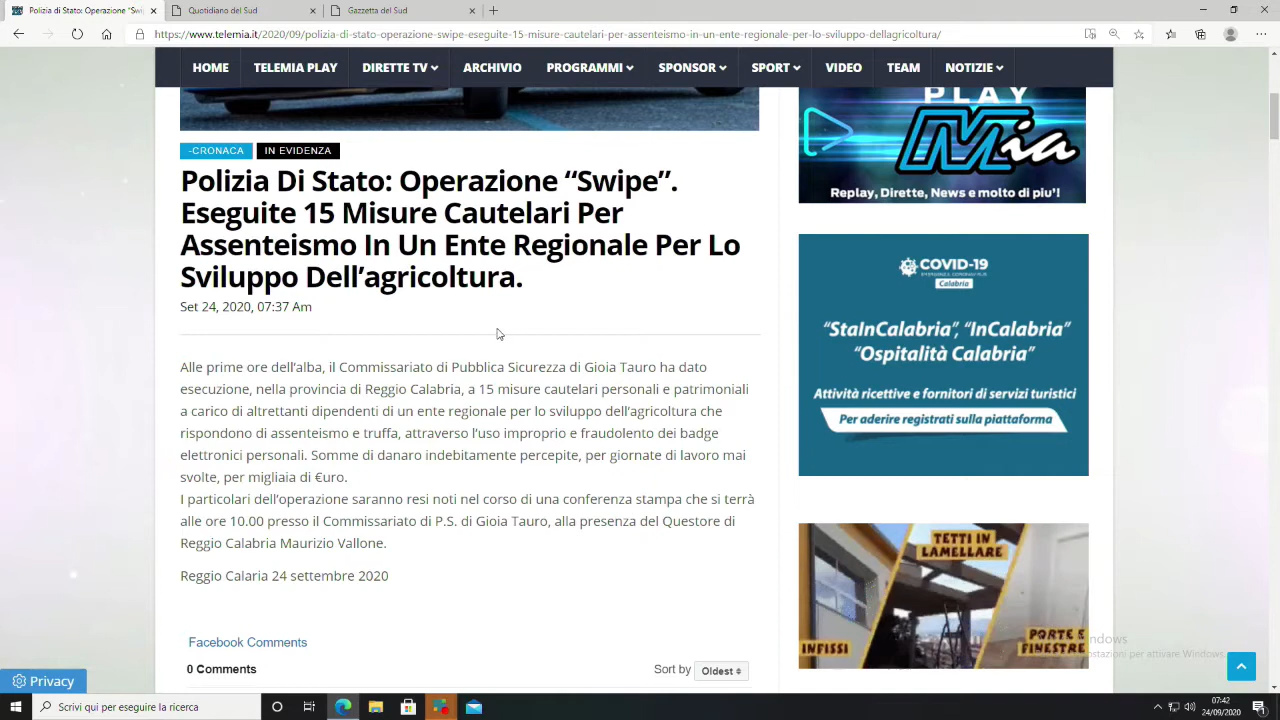 Polizia Di Stato: Operazione "Swi
Quotidiano del Sud
Gazzetta del Sud
https://www.telemia.it/2020/09/polizia-di-stato-operazione-swipe-eseguite-15-misure-cautelari-per-assenteismo-in-un-ente-regionale-per-lo-sviluppo-dellagricoltura/
HOME TELEMIA PLAY DIRETTE TV ARCHIVIO PROGRAMMI SPONSOR SPORT VIDEO TEAM NOTIZIE
PLAY
Mia
Replay, Dirette, News e molto di piu'!
-CRONACA IN EVIDENZA
Polizia Di Stato: Operazione “Swipe”.
Eseguite 15 Misure Cautelari Per
Assenteismo In Un Ente Regionale Per Lo
Sviluppo Dell’agricoltura.
Set 24, 2020, 07:37 Am
Alle prime ore dell’alba, il Commissariato di Pubblica Sicurezza di Gioia Tauro ha dato
esecuzione, nella provincia di Reggio Calabria, a 15 misure cautelari personali e patrimoniali
a carico di altrettanti dipendenti di un ente regionale per lo sviluppo dell’agricoltura che
rispondono di assenteismo e truffa, attraverso l’uso improprio e fraudolento dei badge
elettronici personali. Somme di danaro indebitamente percepite, per giornate di lavoro mai
svolte, per migliaia di €uro.
I particolari dell’operazione saranno resi noti nel corso di una conferenza stampa che si terrà
alle ore 10.00 presso il Commissariato di P.S. di Gioia Tauro, alla presenza del Questore di
Reggio Calabria Maurizio Vallone.
Reggio Calaria 24 settembre 2020
Facebook Comments
0 Comments
Sort by Oldest
COVID-19
Calabria
“StaInCalabria”, “InCalabria”
“Ospitalità Calabria”
Attività ricettive e fornitori di servizi turistici
Per aderire registrati sulla piattaforma
TETTI IN
LAMELLARE
INFISSI
PORTE E
FINESTRE
Privacy
Scrivi qui per eseguire la ricerca
07:42
24/09/2020